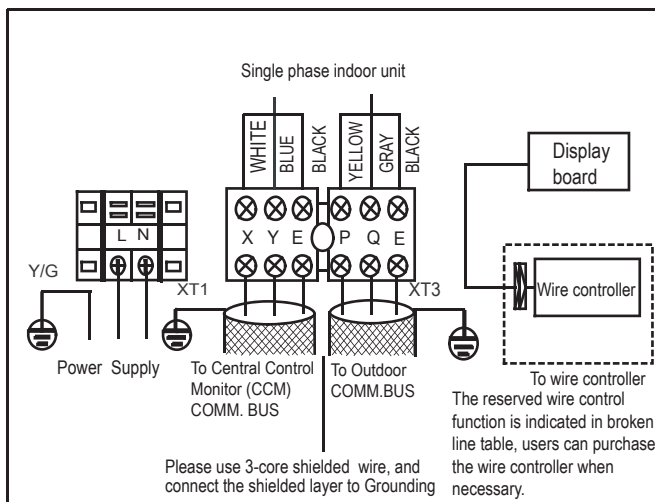 Single phase indoor unit
WHITE
BLUE
BLACK
YELLOW
GRAY
BLACK
Display
board
L N
X Y E P Q E
Y/G
XT1
XT3
Wire controller
Power Supply
To Central Control
Monitor (CCM)
COMM. BUS
To Outdoor
COMM.BUS
To wire controller
The reserved wire control
function is indicated in broken
line table, users can purchase
the wire controller when
necessary.
Please use 3-core shielded wire, and
connect the shielded layer to Grounding